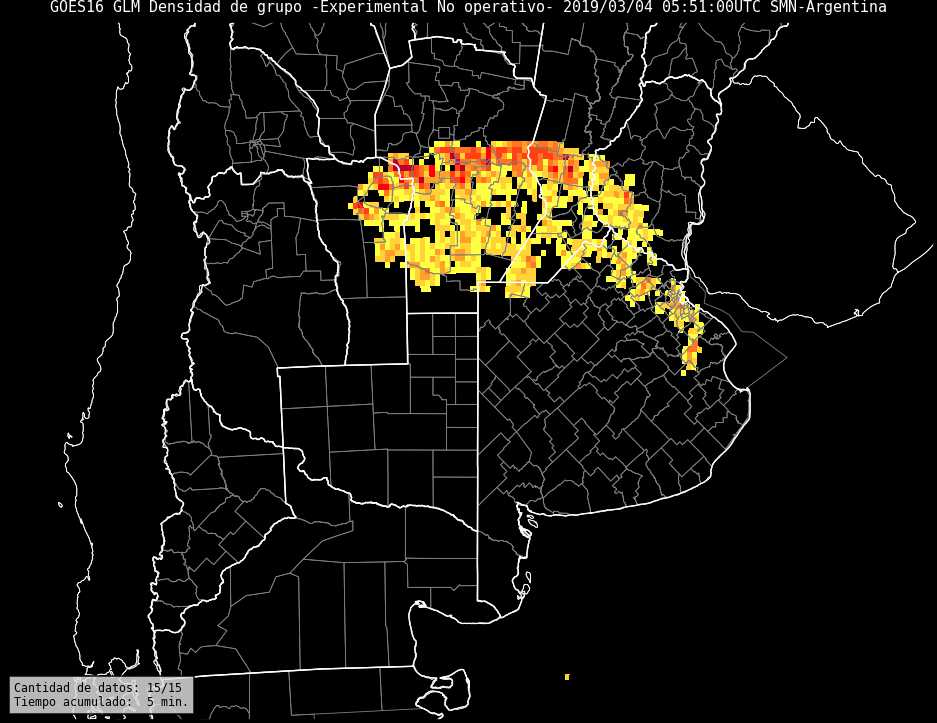 GOES16 GLM Densidad de grupo -Experimental No operativo- 2019/03/04 05:51:00UTC SMN-Argentina
Cantidad de datos: 15/15
Tiempo acumulado:  5 min.